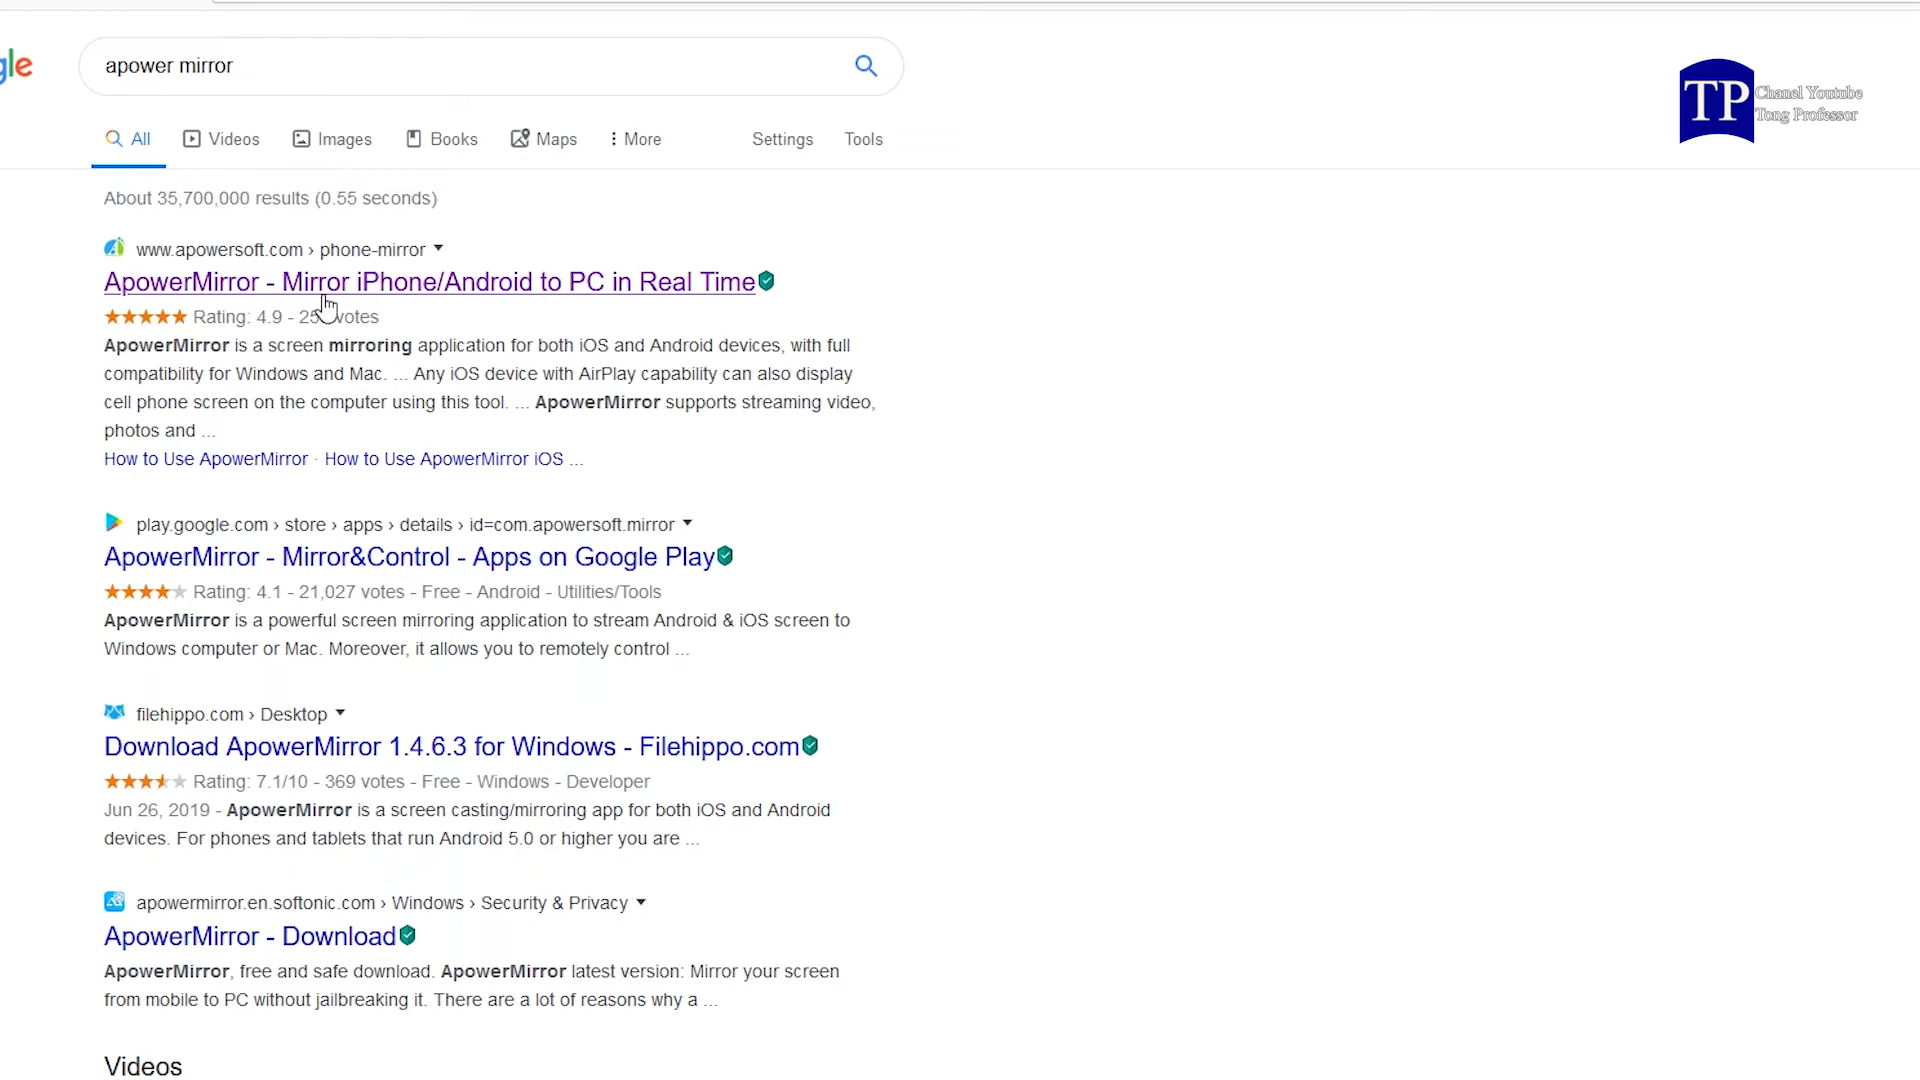 gle
apower mirror
TP
Chanel Youtube
Tong Professor
All Videos Images Books Maps More Settings Tools
About 35,700,000 results (0.55 seconds)
www.apowersoft.com › phone-mirror
ApowerMirror - Mirror iPhone/Android to PC in Real Time
Rating: 4.9 - 25 votes
ApowerMirror is a screen mirroring application for both iOS and Android devices, with full
compatibility for Windows and Mac. ... Any iOS device with AirPlay capability can also display
cell phone screen on the computer using this tool. ... ApowerMirror supports streaming video,
photos and ...
How to Use ApowerMirror · How to Use ApowerMirror iOS ...
play.google.com › store › apps › details › id=com.apowersoft.mirror
ApowerMirror - Mirror&Control - Apps on Google Play
Rating: 4.1 - 21,027 votes - Free - Android - Utilities/Tools
ApowerMirror is a powerful screen mirroring application to stream Android & iOS screen to
Windows computer or Mac. Moreover, it allows you to remotely control ...
filehippo.com › Desktop
Download ApowerMirror 1.4.6.3 for Windows - Filehippo.com
Rating: 7.1/10 - 369 votes - Free - Windows - Developer
Jun 26, 2019 - ApowerMirror is a screen casting/mirroring app for both iOS and Android
devices. For phones and tablets that run Android 5.0 or higher you are ...
apowermirror.en.softonic.com › Windows › Security & Privacy
ApowerMirror - Download
ApowerMirror, free and safe download. ApowerMirror latest version: Mirror your screen
from mobile to PC without jailbreaking it. There are a lot of reasons why a ...
Videos